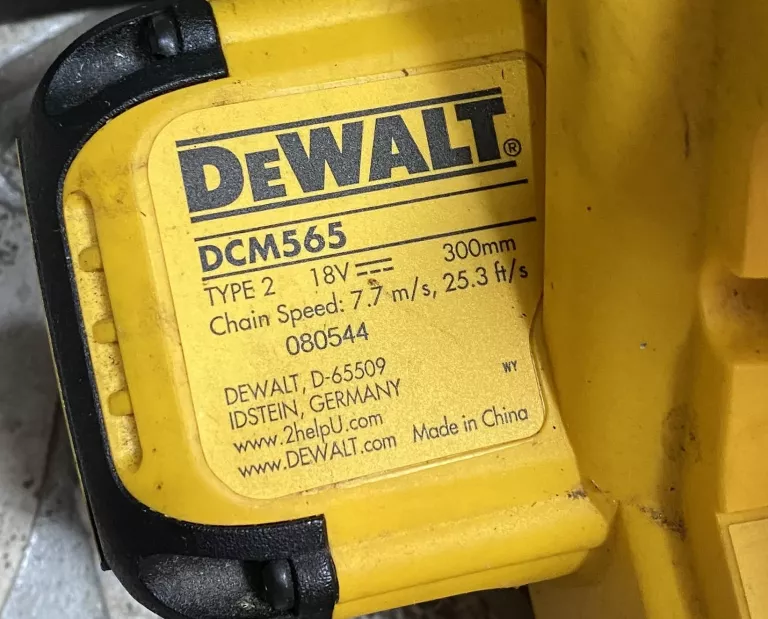 DEWALT®
DCM565
TYPE 2 18V 300mm
Chain Speed: 7.7 m/s, 25.3 ft/s
080544
DEWALT, D-65509
IDSTEIN, GERMANY
WY
www.2helpU.com
www.DEWALT.com Made in China